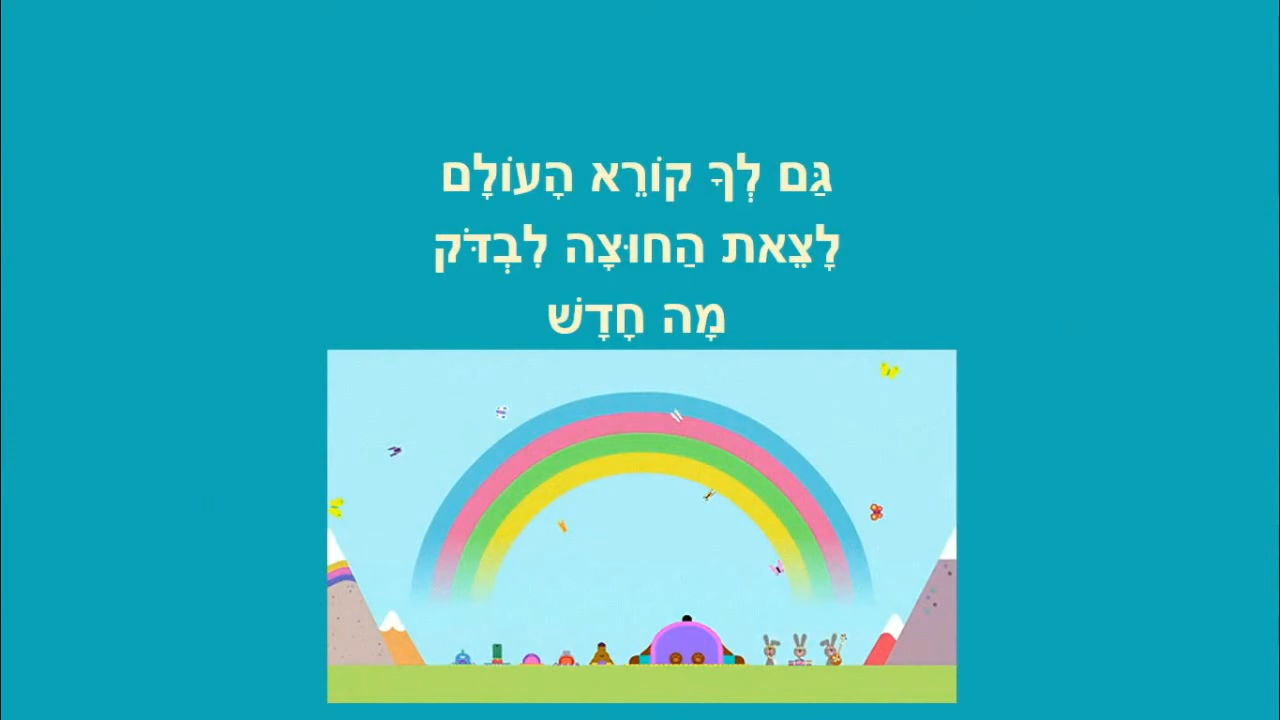 גַּם לְךָ קוֹרֵא הָעוֹלָם
לָצֵאת הַחוּצָה לִבְדֹּק
מָה חָדָשׁ